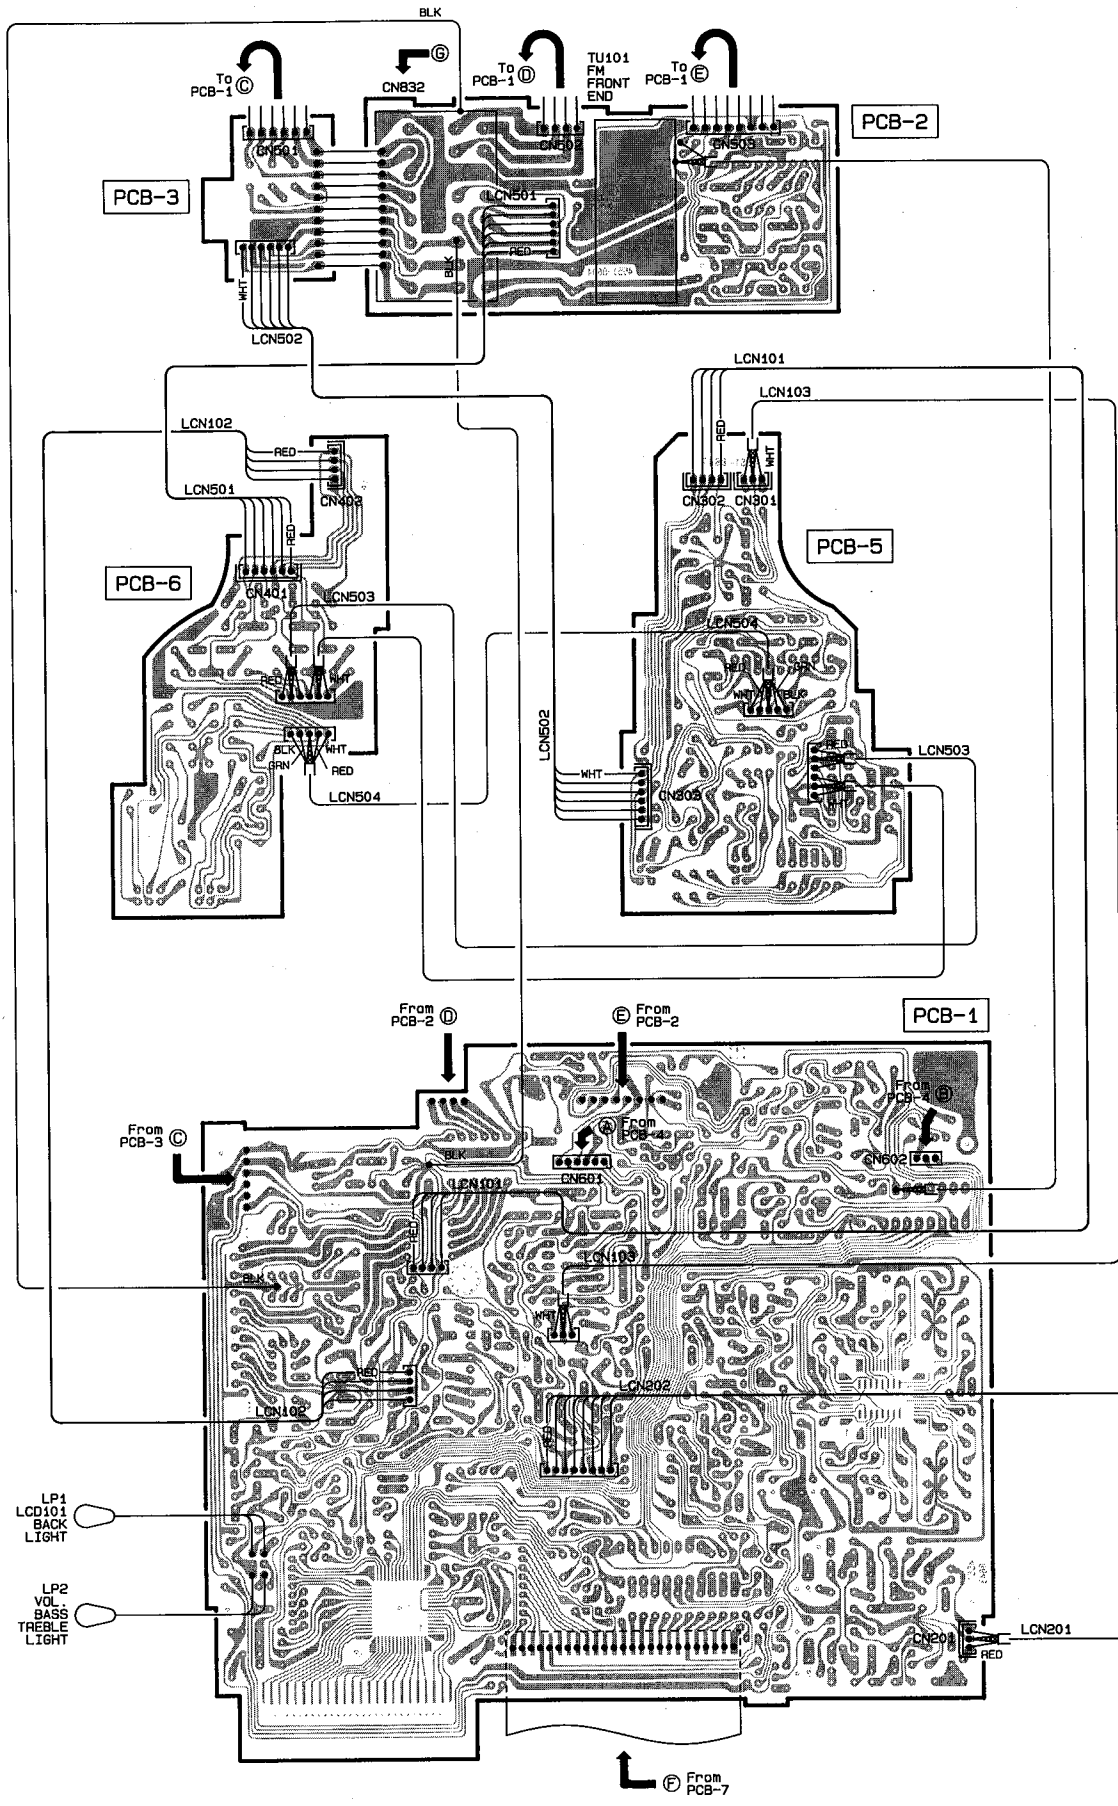 BLK
To
PCB-1 Ⓒ
Ⓖ
CN832
To
PCB-1 Ⓓ
TU101
FM
FRONT
END
To
PCB-1 Ⓔ
PCB-2
CN501
CN502
CN503
PCB-3
LCN501
RED
BLK
WHT
LCN502
LCN101
LCN103
RED
WHT
LCN102
RED
CN402
LCN501
RED
CN302
CN301
PCB-5
PCB-6
CN401
LCN503
RED
WHT
LCN504
RED
GRN
WHT
BLK
BLK
WHT
GRN
RED
LCN504
LCN502
RED
LCN503
WHT
CN303
From
PCB-2 Ⓓ
Ⓔ From
PCB-2
PCB-1
From
PCB-4 Ⓑ
From
PCB-3 Ⓒ
Ⓐ From
PCB-4
BLK
CN601
CN602
LCN101
RED
LCN103
BLK
WHT
RED
LCN102
LCN202
RED
LP1
LCD101
BACK
LIGHT
LP2
VOL.
BASS
TREBLE
LIGHT
CN201
LCN201
RED
Ⓕ From
PCB-7